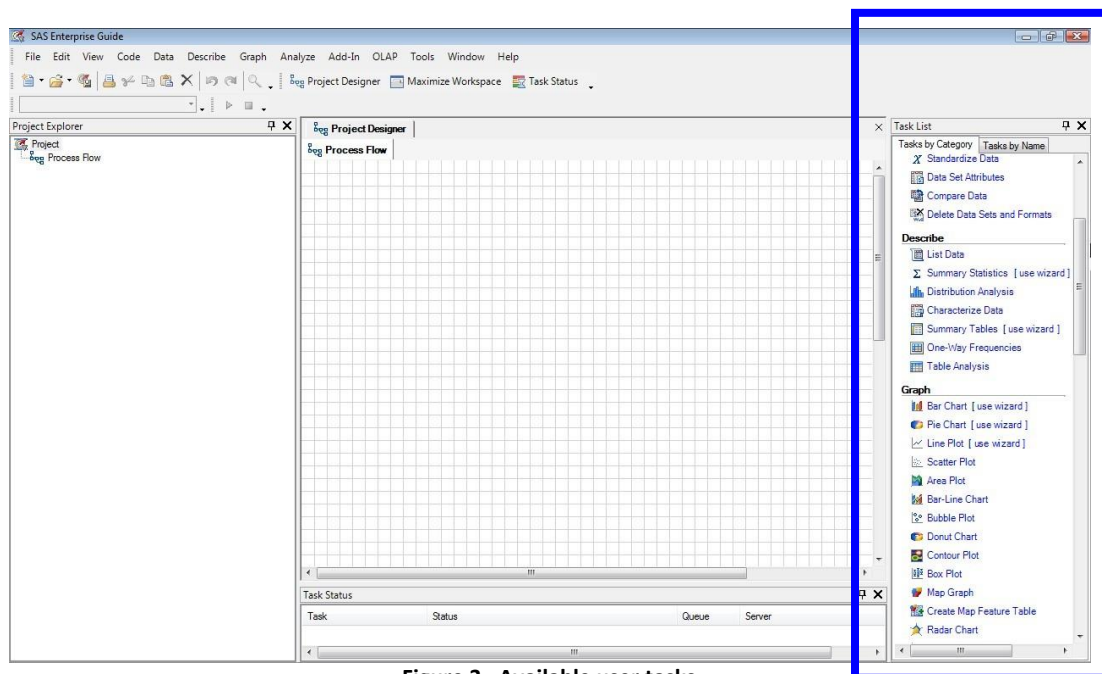 SAS Enterprise Guide
File Edit View Code Data Describe Graph Analyze Add-In OLAP Tools Window Help
Project Designer Maximize Workspace Task Status
Project Explorer
Project
Process Flow
Project Designer
Process Flow
Task Status
Task Status Queue Server
Task List
Tasks by Category Tasks by Name
Standardize Data
Data Set Attributes
Compare Data
Delete Data Sets and Formats
Describe
List Data
Summary Statistics [ use wizard ]
Distribution Analysis
Characterize Data
Summary Tables [ use wizard ]
One-Way Frequencies
Table Analysis
Graph
Bar Chart [ use wizard ]
Pie Chart [ use wizard ]
Line Plot [ use wizard ]
Scatter Plot
Area Plot
Bar-Line Chart
Bubble Plot
Donut Chart
Contour Plot
Box Plot
Map Graph
Create Map Feature Table
Radar Chart